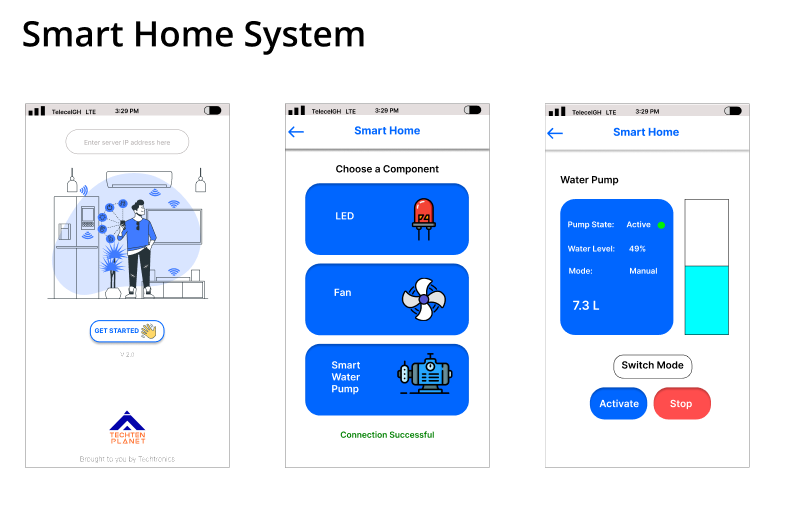 Smart Home System
TelecelGH LTE 3:29 PM
Enter server IP address here
GET STARTED
V 2.0
TECHTEN
PLANET
Brought to you by Techtronics
TelecelGH LTE 3:29 PM
Smart Home
Choose a Component
LED
Fan
Smart
Water
Pump
Connection Successful
TelecelGH LTE 3:29 PM
Smart Home
Water Pump
Pump State: Active
Water Level: 49%
Mode: Manual
7.3 L
Switch Mode
Activate Stop